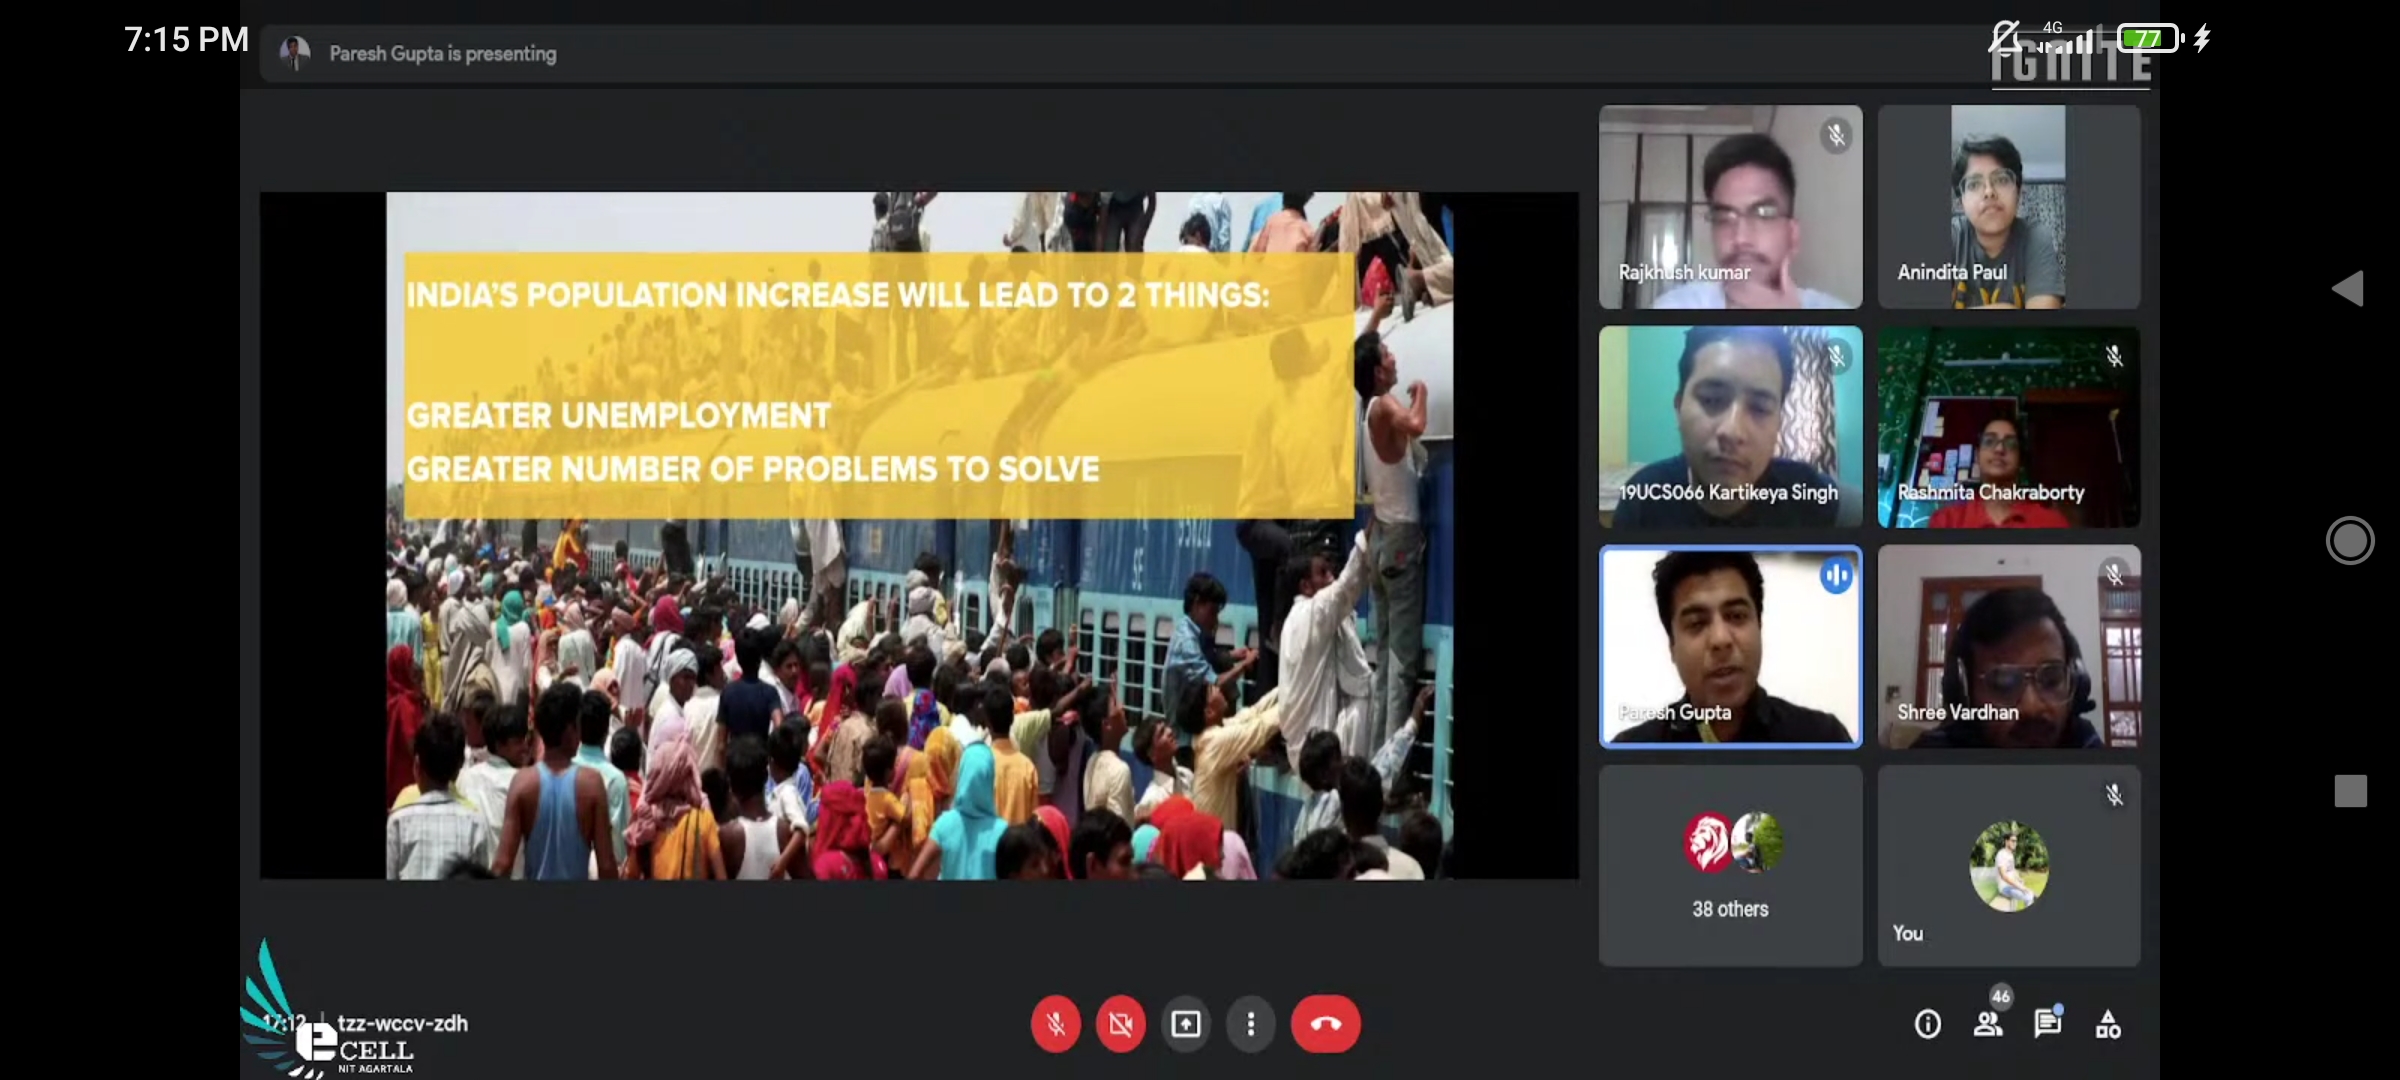 7:15 PM
4G
77
Paresh Gupta is presenting
IGNITE
INDIA'S POPULATION INCREASE WILL LEAD TO 2 THINGS:
GREATER UNEMPLOYMENT
GREATER NUMBER OF PROBLEMS TO SOLVE
SE
Rajkhush kumar
Anindita Paul
19UCS066 Kartikeya Singh
Rashmita Chakraborty
Paresh Gupta
Shree Vardhan
38 others
You
17:12 | tzz-wccv-zdh
e CELL
NIT AGARTALA
46